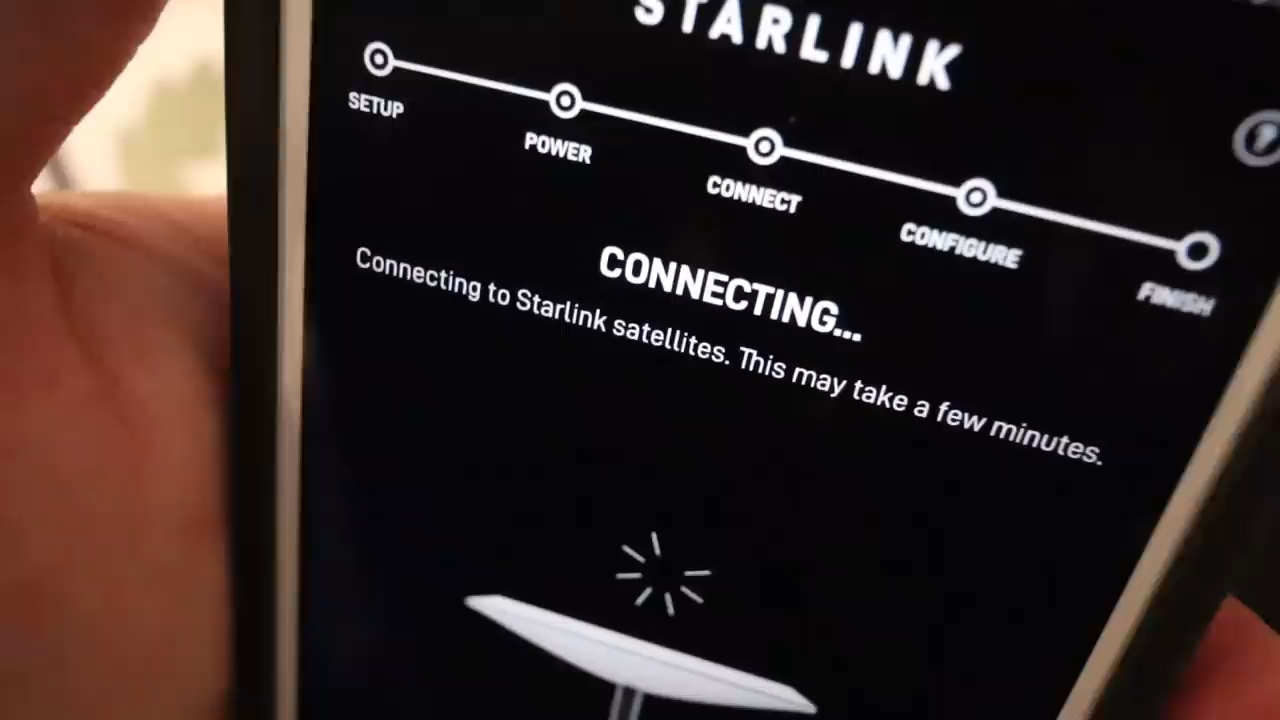 STARLINK
SETUP
POWER
CONNECT
CONFIGURE
FINISH
CONNECTING...
Connecting to Starlink satellites. This may take a few minutes.